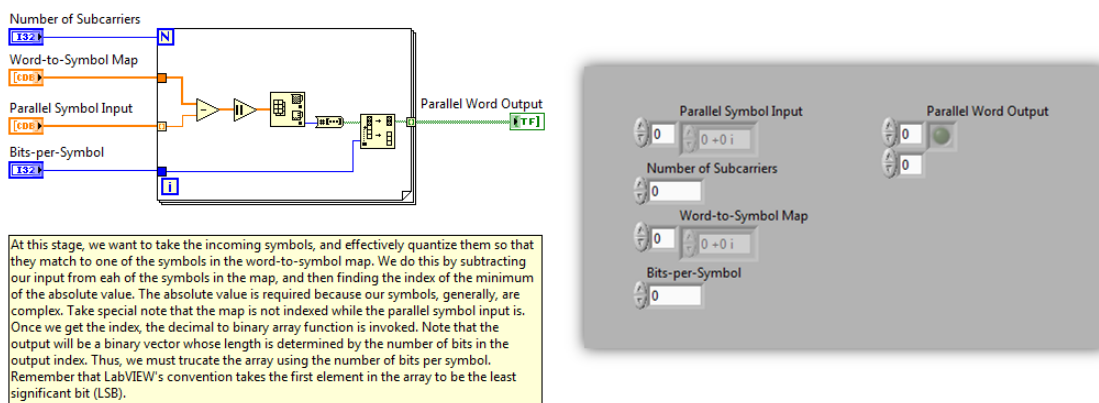 Number of Subcarriers
I32
N
Word-to-Symbol Map
[CDB]
Parallel Symbol Input
[CDB]
Bits-per-Symbol
I32
i
#[...]
Parallel Word Output
TF]
At this stage, we want to take the incoming symbols, and effectively quantize them so that
they match to one of the symbols in the word-to-symbol map. We do this by subtracting
our input from eah of the symbols in the map, and then finding the index of the minimum
of the absolute value. The absolute value is required because our symbols, generally, are
complex. Take special note that the map is not indexed while the parallel symbol input is.
Once we get the index, the decimal to binary array function is invoked. Note that the
output will be a binary vector whose length is determined by the number of bits in the
output index. Thus, we must trucate the array using the number of bits per symbol.
Remember that LabVIEW's convention takes the first element in the array to be the least
significant bit (LSB).
Parallel Symbol Input
0
0 +0 i
Number of Subcarriers
0
Word-to-Symbol Map
0
0 +0 i
Bits-per-Symbol
0
Parallel Word Output
0
0